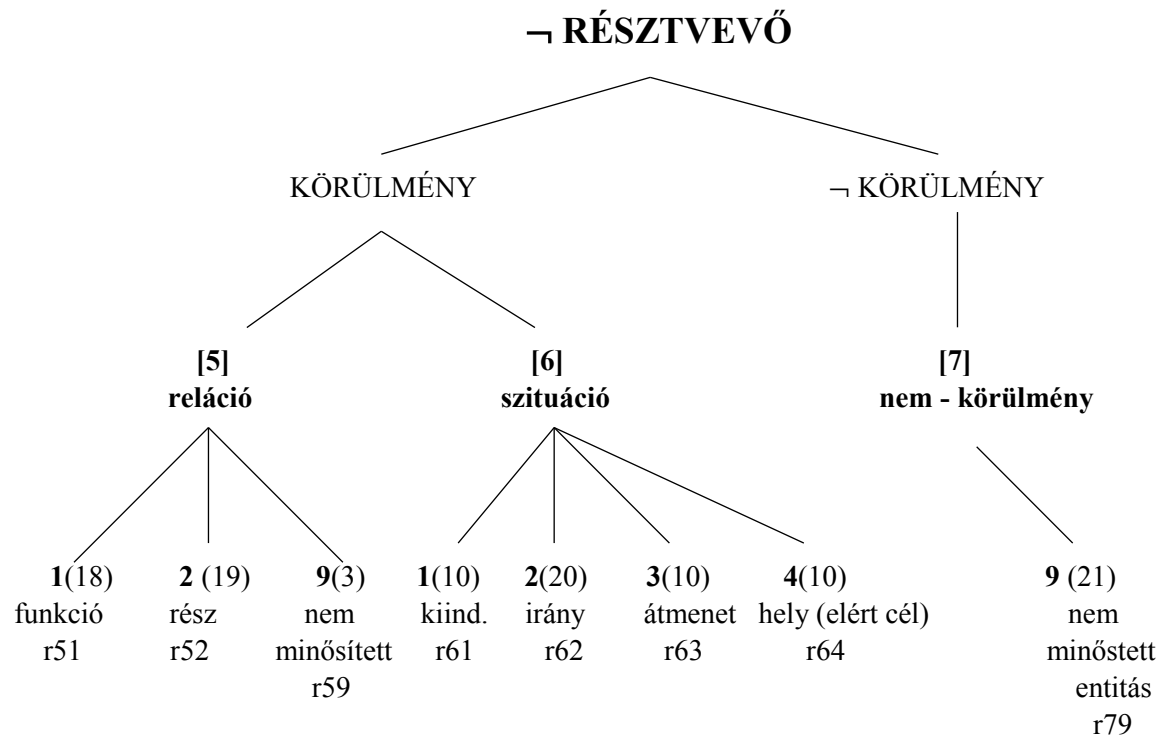 ¬ RÉSZTVEVŐ
KÖRÜLMÉNY ¬ KÖRÜLMÉNY
[5] [6] [7]
reláció szituáció nem - körülmény
1(18) 2 (19) 9(3) 1(10) 2(20) 3(10) 4(10) 9 (21)
funkció rész nem kiind. irány átmenet hely (elért cél) nem
r51 r52 minősített r61 r62 r63 r64 minőstett
r59 entitás
r79